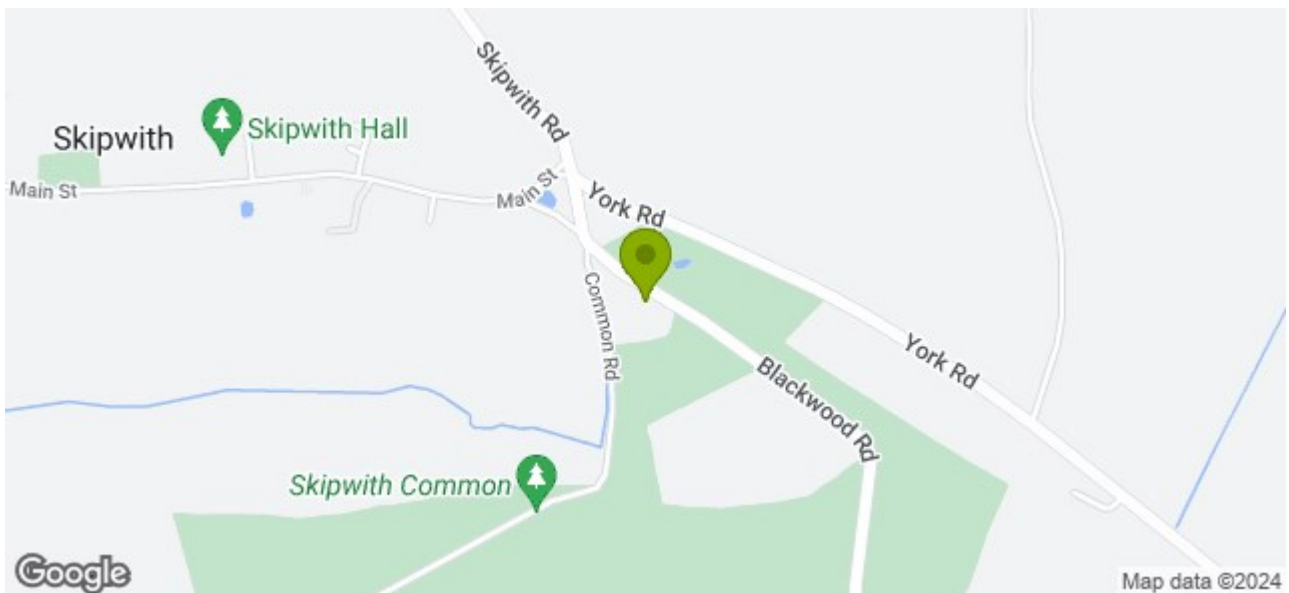 Skipwith Rd
Skipwith
Skipwith Hall
Main St
Main St
York Rd
Common Rd
York Rd
Blackwood Rd
Skipwith Common
Google
Map data ©2024